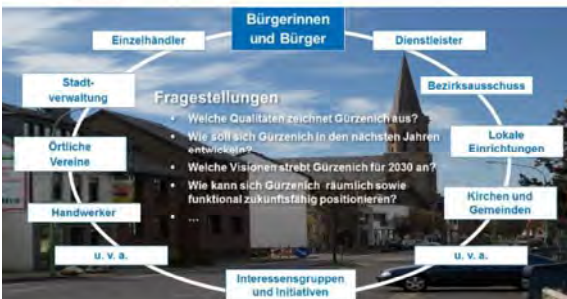 Bürgerinnen
und Bürger
Einzelhändler
Dienstleister
Stadt-
verwaltung
Bezirksausschuss
Fragestellungen
• Welche Qualitäten zeichnet Gürzenich aus?
• Wie soll sich Gürzenich in den nächsten Jahren
entwickeln?
• Welche Visionen strebt Gürzenich für 2030 an?
• Wie kann sich Gürzenich räumlich sowie
funktional zukunftsfähig positionieren?
• ...
Örtliche
Vereine
Lokale
Einrichtungen
Handwerker
Kirchen und
Gemeinden
u. v. a.
u. v. a.
Interessensgruppen
und Initiativen